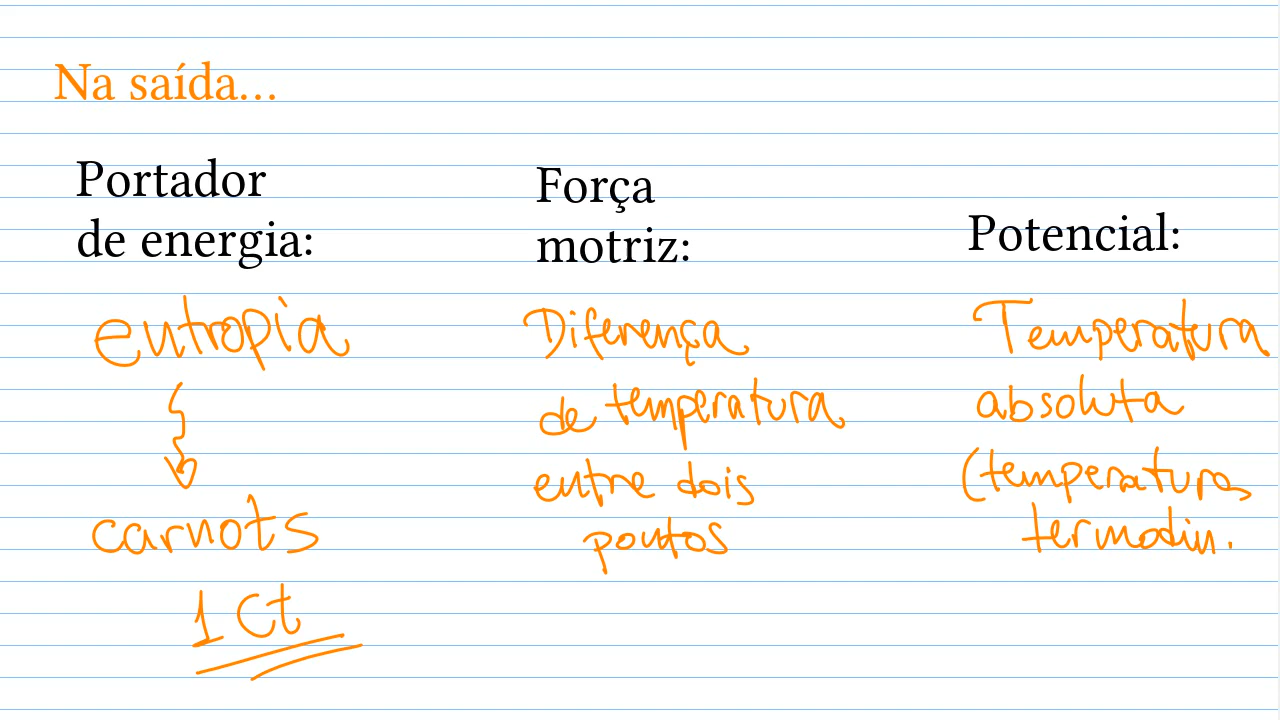 Na saída...
Portador
de energia:
entropia
carnots
1 Ct
Força
motriz:
Diferença
de temperatura
entre dois
pontos
Potencial:
Temperatura
absoluta
(temperatura
termodin.